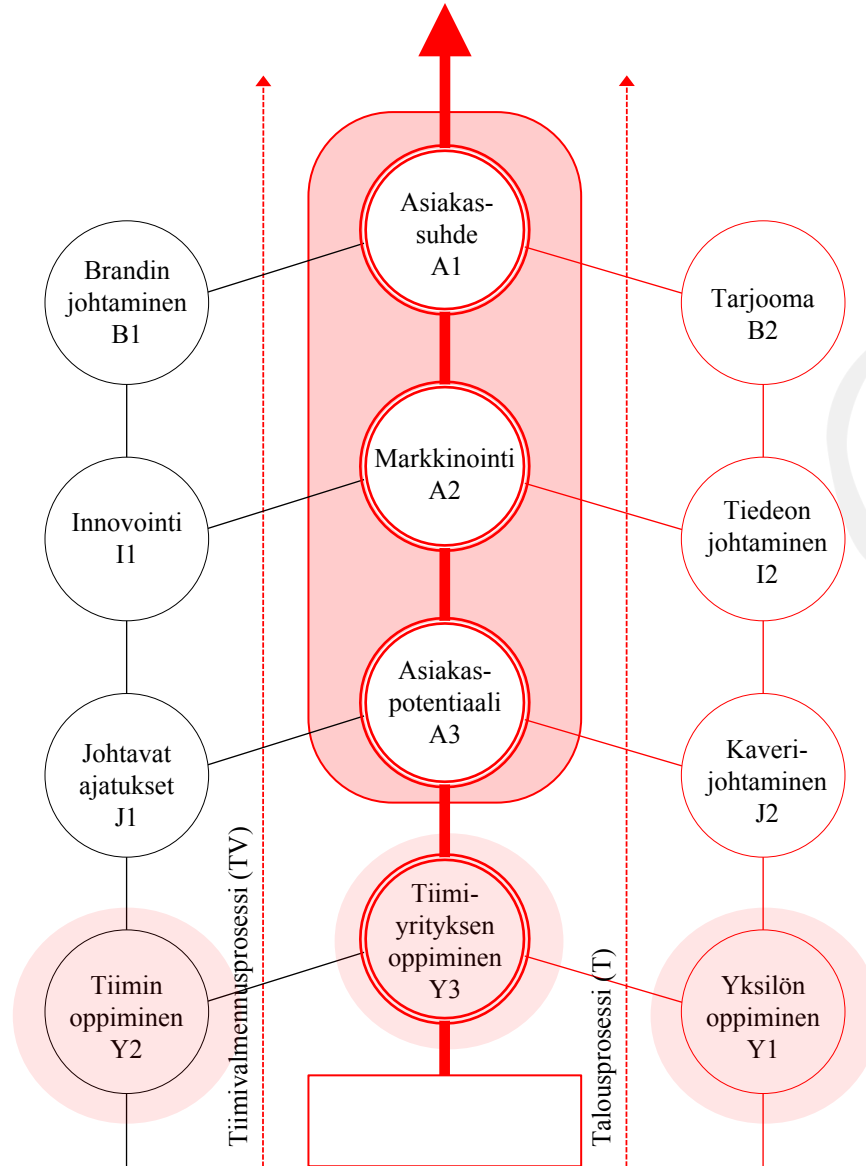 Asiakas-
suhde
A1
Brandin
johtaminen
B1
Tarjooma
B2
Markkinointi
A2
Innovointi
I1
Tiedeon
johtaminen
I2
Asiakas-
potentiaali
A3
Johtavat
ajatukset
J1
Kaveri-
johtaminen
J2
Tiimivalmennusprosessi (TV)
Talousprosessi (T)
Tiimi-
yrityksen
oppiminen
Y3
Tiimin
oppiminen
Y2
Yksilön
oppiminen
Y1